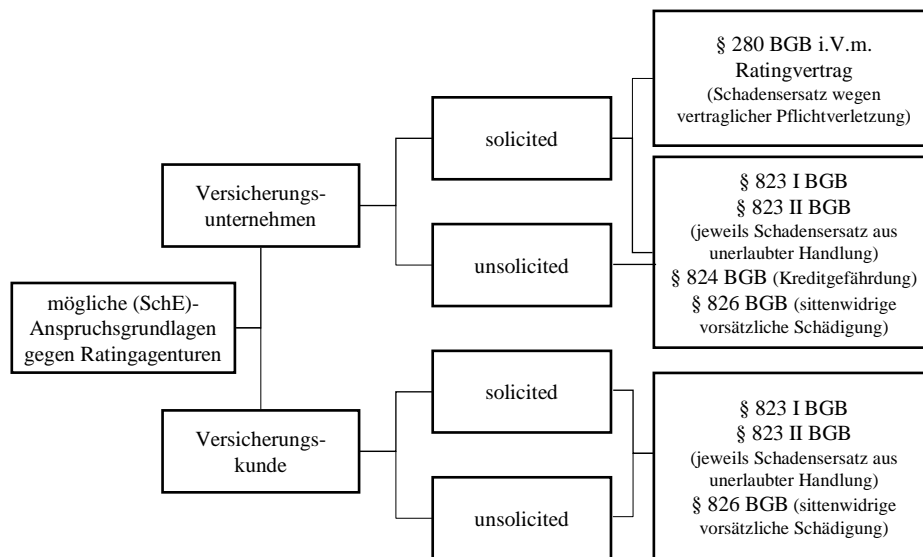 mögliche (SchE)-
Anspruchsgrundlagen
gegen Ratingagenturen
Versicherungs-
unternehmen
solicited
unsolicited
§ 280 BGB i.V.m.
Ratingvertrag
(Schadensersatz wegen
vertraglicher Pflichtverletzung)
§ 823 I BGB
§ 823 II BGB
(jeweils Schadensersatz aus
unerlaubter Handlung)
§ 824 BGB (Kreditgefährdung)
§ 826 BGB (sittenwidrige
vorsätzliche Schädigung)
Versicherungs-
kunde
solicited
unsolicited
§ 823 I BGB
§ 823 II BGB
(jeweils Schadensersatz aus
unerlaubter Handlung)
§ 826 BGB (sittenwidrige
vorsätzliche Schädigung)